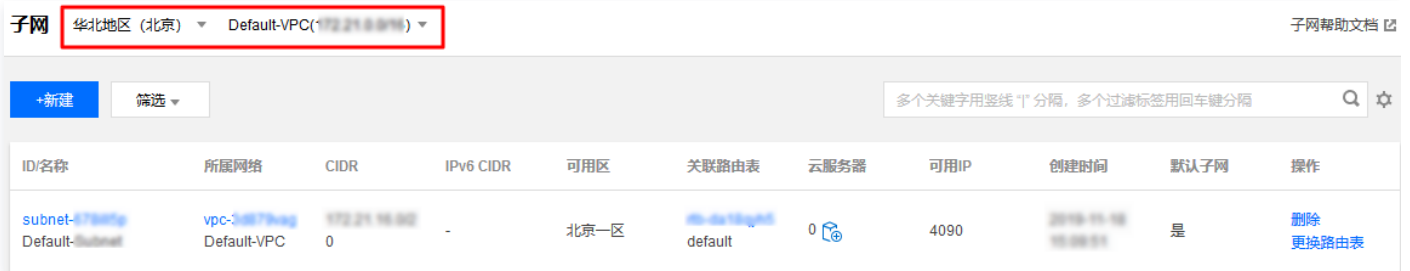 子网 华北地区（北京） Default-VPC( ) 子网帮助文档
+新建 筛选 多个关键字用竖线 "|" 分隔，多个过滤标签用回车键分隔
ID/名称 所属网络 CIDR IPv6 CIDR 可用区 关联路由表 云服务器 可用IP 创建时间 默认子网 操作
subnet- vpc- 删除
- 北京一区 0 4090 是
Default- Default-VPC 0 default 更换路由表